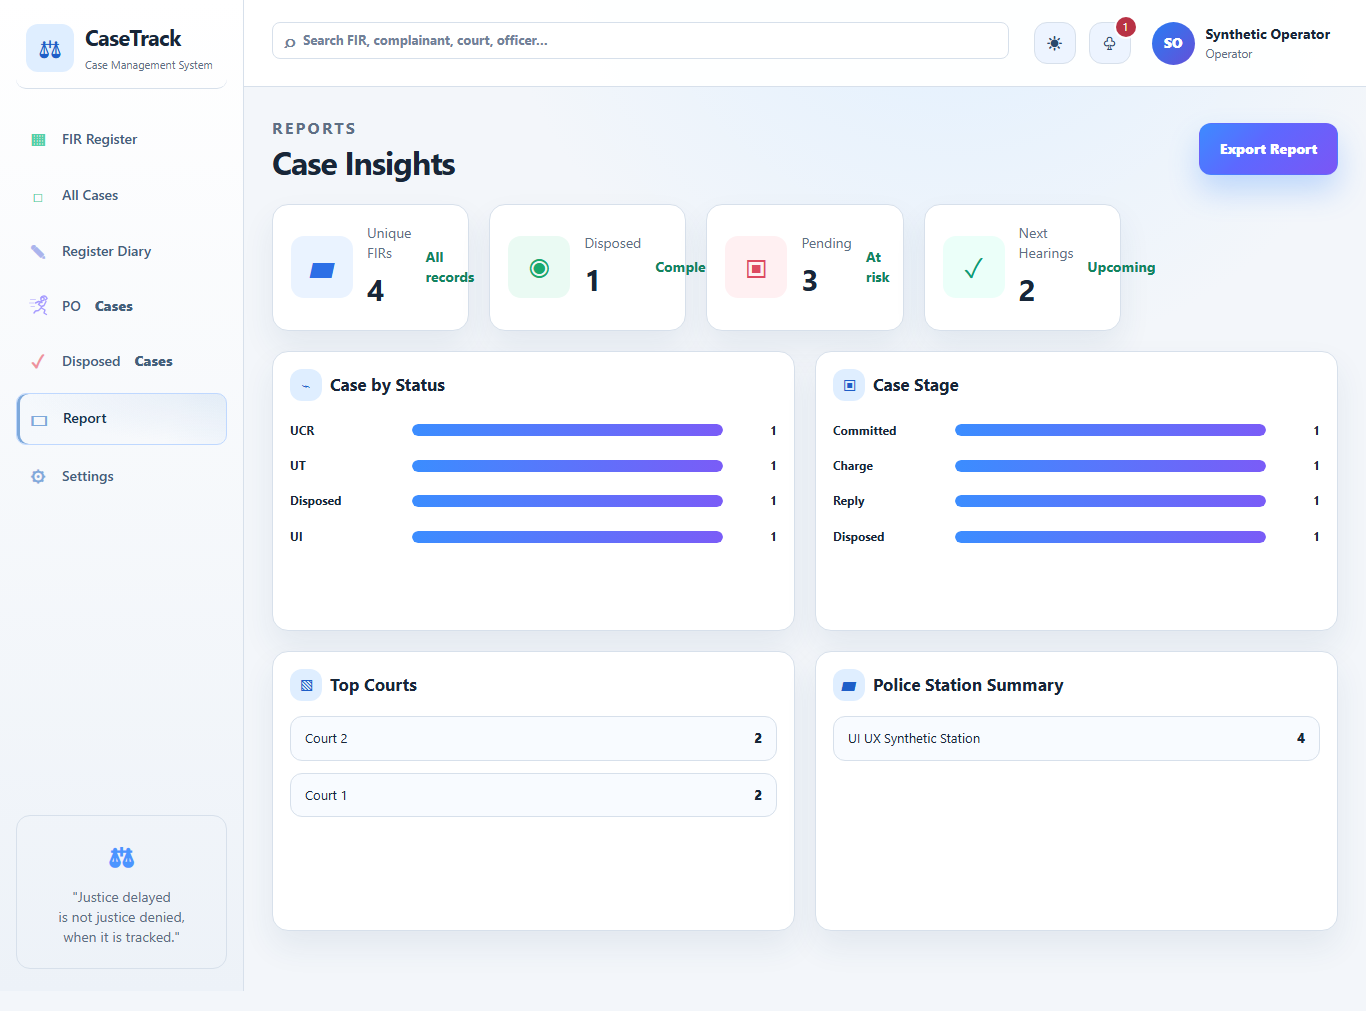 CaseTrack
Case Management System
Search FIR, complainant, court, officer...
1
SO
Synthetic Operator
Operator
FIR Register
All Cases
Register Diary
PO Cases
Disposed Cases
Report
Settings
"Justice delayed
is not justice denied,
when it is tracked."
REPORTS
Case Insights
Export Report
Unique
FIRs
4
All
records
Disposed
1
Comple
Pending
3
At
risk
Next
Hearings
2
Upcoming
Case by Status
UCR 1
UT 1
Disposed 1
UI 1
Case Stage
Committed 1
Charge 1
Reply 1
Disposed 1
Top Courts
Court 2 2
Court 1 2
Police Station Summary
UI UX Synthetic Station 4